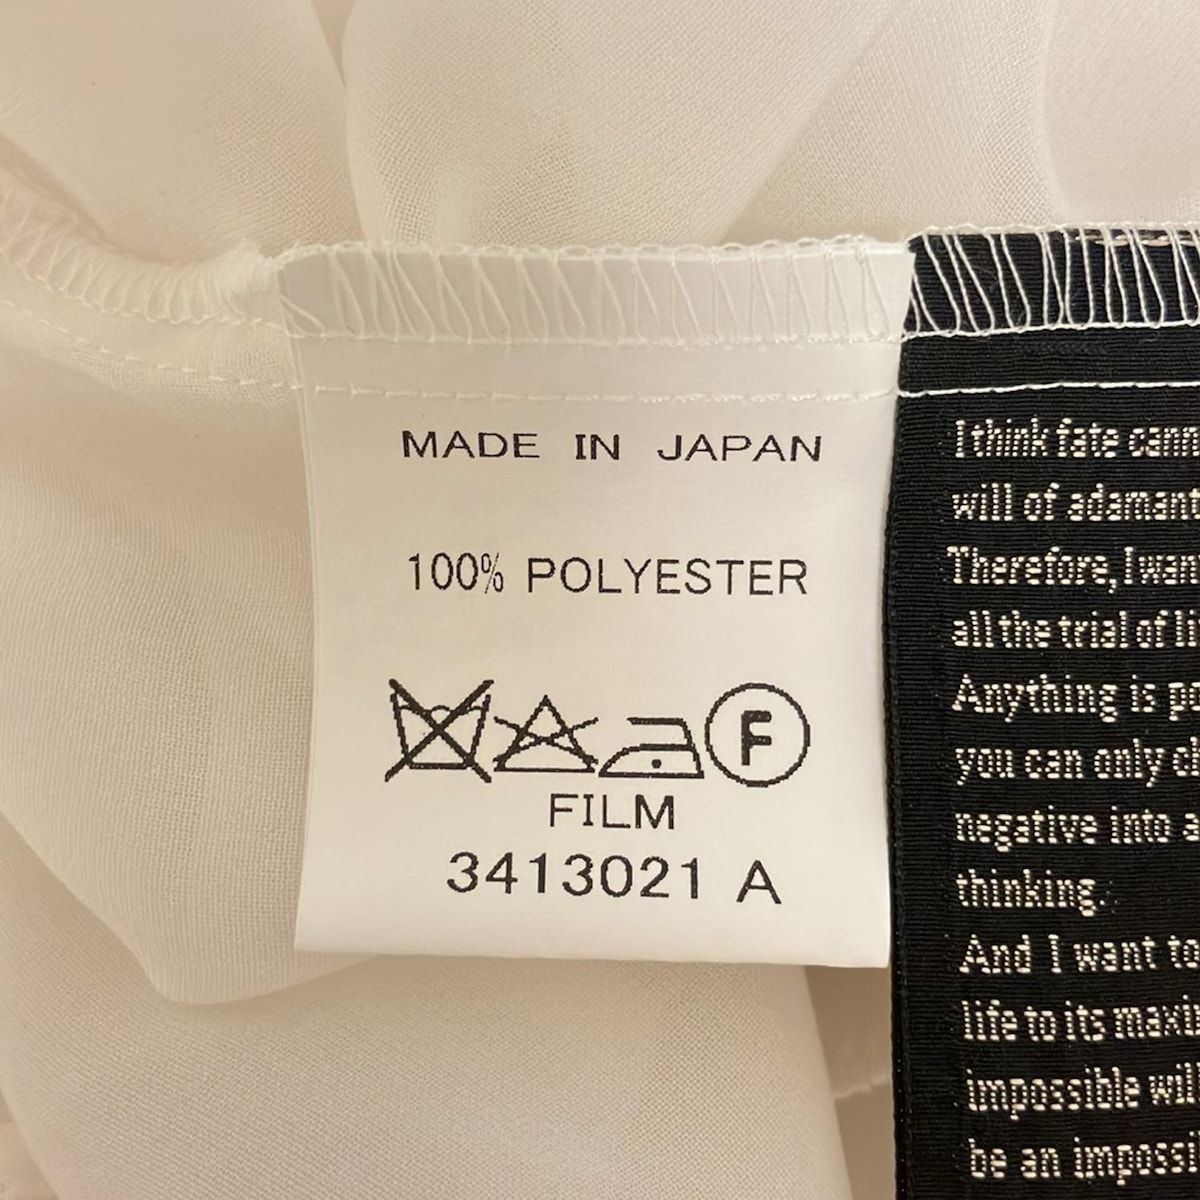 MADE IN JAPAN
100% POLYESTER
F
FILM
3413021 A
I think fate
will of adamant
Therefore, I
all the trial of
Anything is
you can only
negative into a
thinking.
And I want to
life to its
impossible
be an